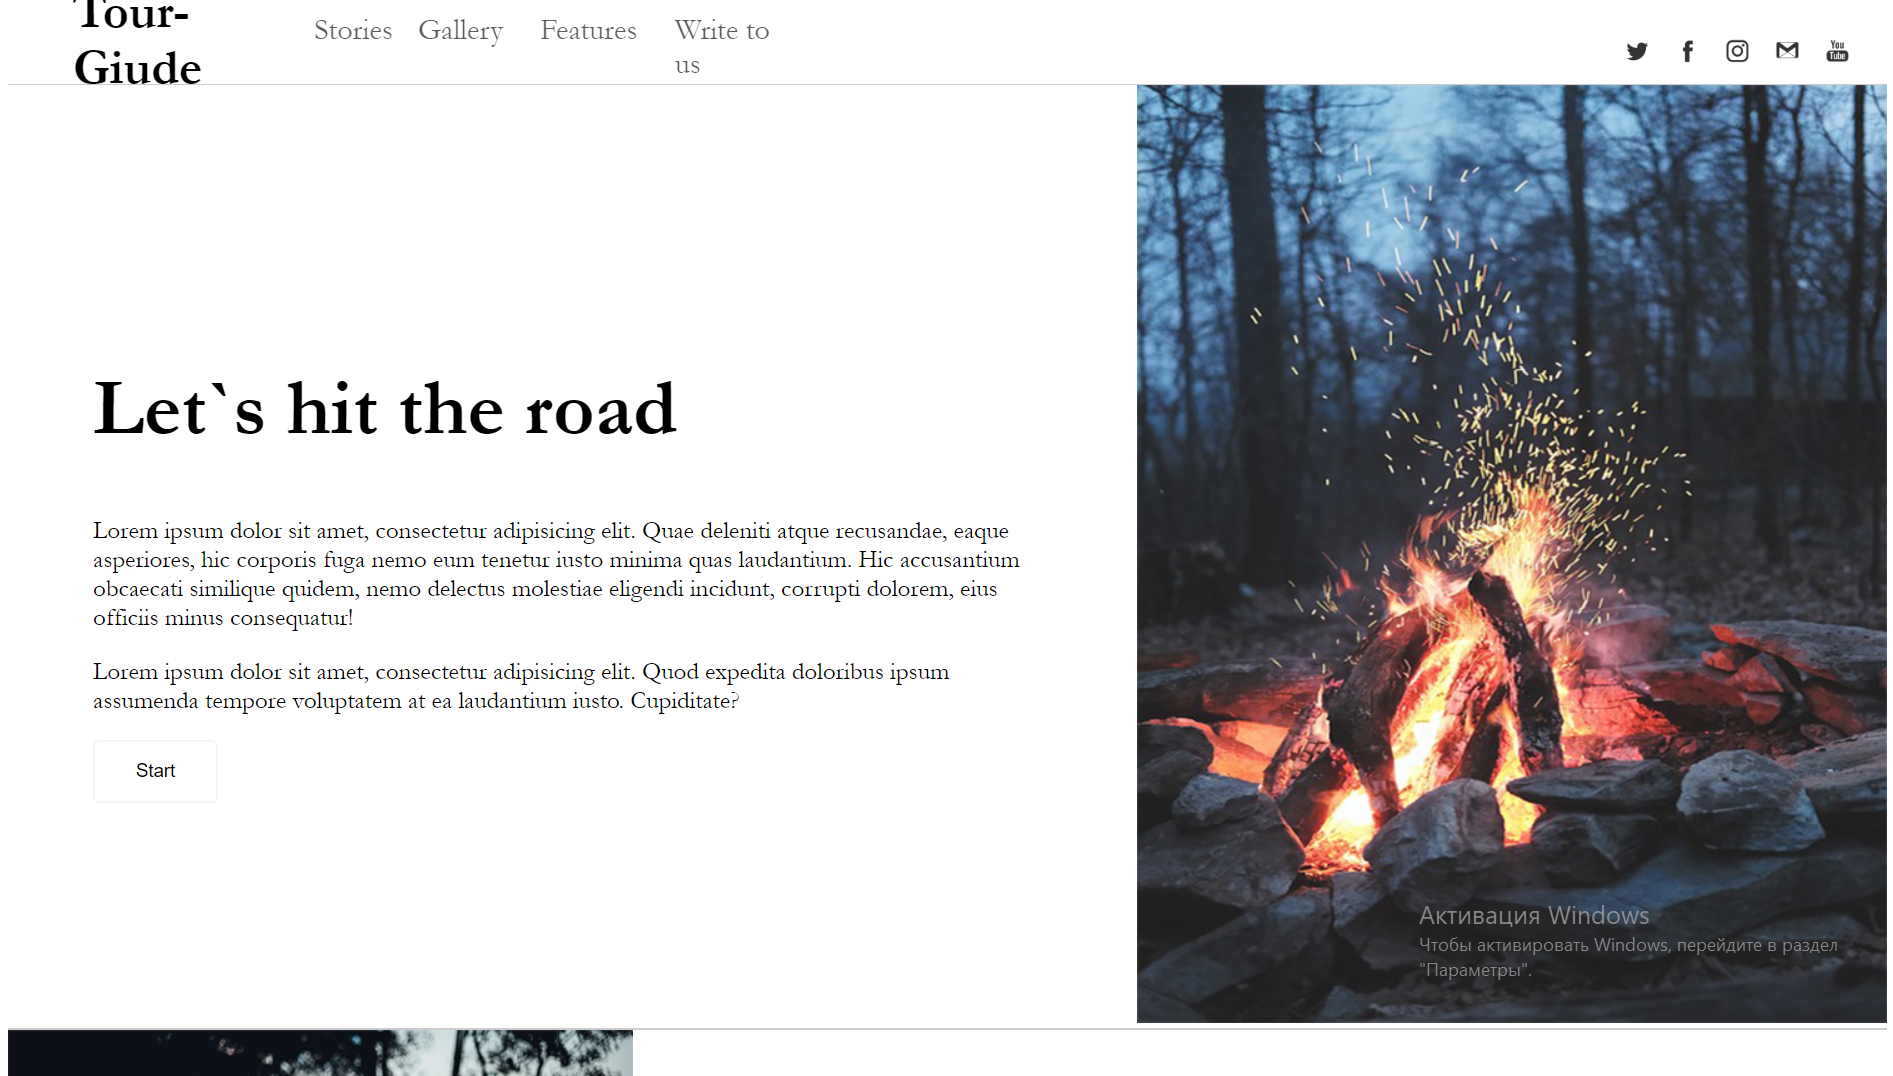 Tour-
Giude
Stories Gallery Features Write to
us
You
Tube
Let`s hit the road
Lorem ipsum dolor sit amet, consectetur adipisicing elit. Quae deleniti atque recusandae, eaque
asperiores, hic corporis fuga nemo eum tenetur iusto minima quas laudantium. Hic accusantium
obcaecati similique quidem, nemo delectus molestiae eligendi incidunt, corrupti dolorem, eius
officiis minus consequatur!
Lorem ipsum dolor sit amet, consectetur adipisicing elit. Quod expedita doloribus ipsum
assumenda tempore voluptatem at ea laudantium iusto. Cupiditate?
Start
Активация Windows
Чтобы активировать Windows, перейдите в раздел
"Параметры".